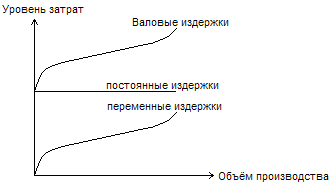 Уровень затрат
Валовые издержки
постоянные издержки
переменные издержки
Объём производства